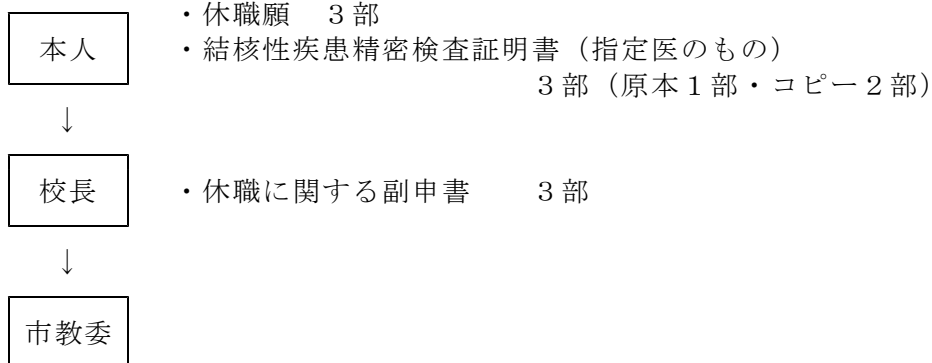 ・休職願　３部
本人　・結核性疾患精密検査証明書（指定医のもの）
３部（原本１部・コピー２部）
↓
校長　・休職に関する副申書　　３部
↓
市教委